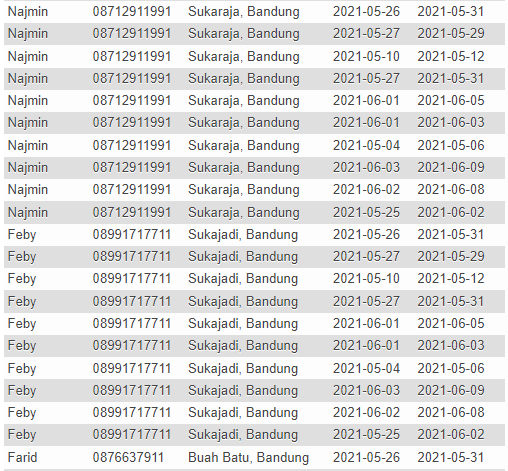 Najmin 08712911991 Sukaraja, Bandung 2021-05-26 2021-05-31
Najmin 08712911991 Sukaraja, Bandung 2021-05-27 2021-05-29
Najmin 08712911991 Sukaraja, Bandung 2021-05-10 2021-05-12
Najmin 08712911991 Sukaraja, Bandung 2021-05-27 2021-05-31
Najmin 08712911991 Sukaraja, Bandung 2021-06-01 2021-06-05
Najmin 08712911991 Sukaraja, Bandung 2021-06-01 2021-06-03
Najmin 08712911991 Sukaraja, Bandung 2021-05-04 2021-05-06
Najmin 08712911991 Sukaraja, Bandung 2021-06-03 2021-06-09
Najmin 08712911991 Sukaraja, Bandung 2021-06-02 2021-06-08
Najmin 08712911991 Sukaraja, Bandung 2021-05-25 2021-06-02
Feby 08991717711 Sukajadi, Bandung 2021-05-26 2021-05-31
Feby 08991717711 Sukajadi, Bandung 2021-05-27 2021-05-29
Feby 08991717711 Sukajadi, Bandung 2021-05-10 2021-05-12
Feby 08991717711 Sukajadi, Bandung 2021-05-27 2021-05-31
Feby 08991717711 Sukajadi, Bandung 2021-06-01 2021-06-05
Feby 08991717711 Sukajadi, Bandung 2021-06-01 2021-06-03
Feby 08991717711 Sukajadi, Bandung 2021-05-04 2021-05-06
Feby 08991717711 Sukajadi, Bandung 2021-06-03 2021-06-09
Feby 08991717711 Sukajadi, Bandung 2021-06-02 2021-06-08
Feby 08991717711 Sukajadi, Bandung 2021-05-25 2021-06-02
Farid 0876637911 Buah Batu, Bandung 2021-05-26 2021-05-31